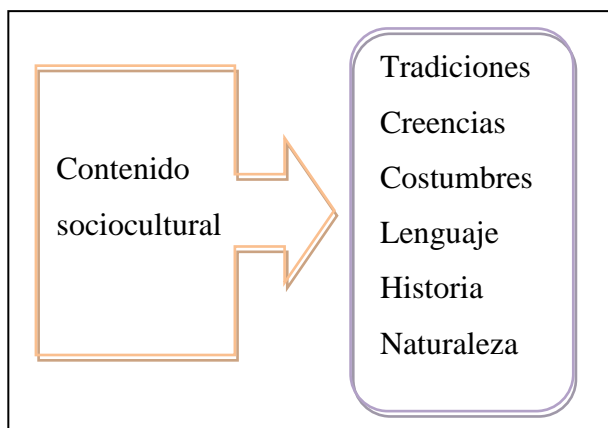 Contenido
sociocultural
Tradiciones
Creencias
Costumbres
Lenguaje
Historia
Naturaleza